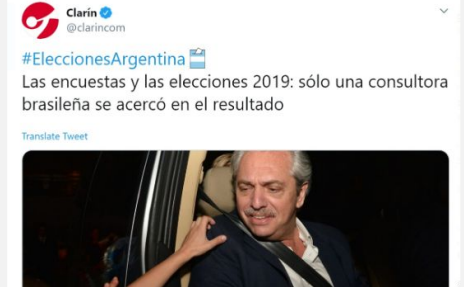 Clarín
@clarincom
#EleccionesArgentina
Las encuestas y las elecciones 2019: sólo una consultora
brasileña se acercó en el resultado
Translate Tweet